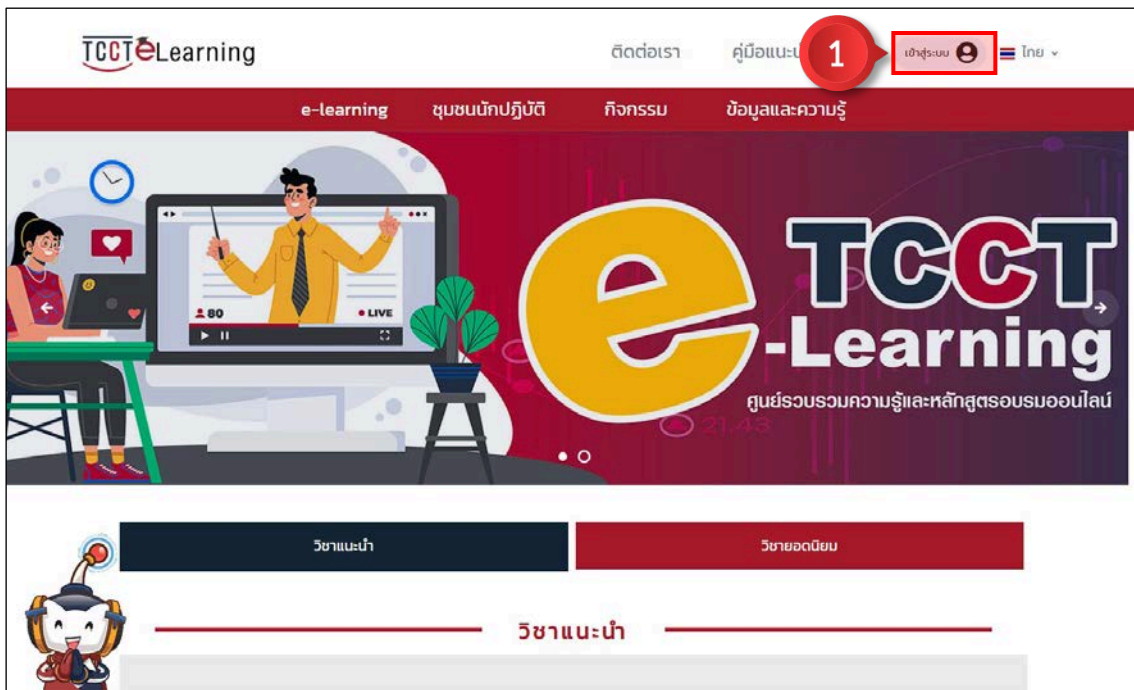 TCCT eLearning
ติดต่อเรา
คู่มือแนะนำ
1
เข้าสู่ระบบ
ไทย
e-learning ชุมชนนักปฏิบัติ กิจกรรม ข้อมูลและความรู้
80
LIVE
e TCCT
-Learning
ศูนย์รวบรวมความรู้และหลักสูตรอบรมออนไลน์
21.43
วิชาแนะนำ
วิชายอดนิยม
วิชาแนะนำ